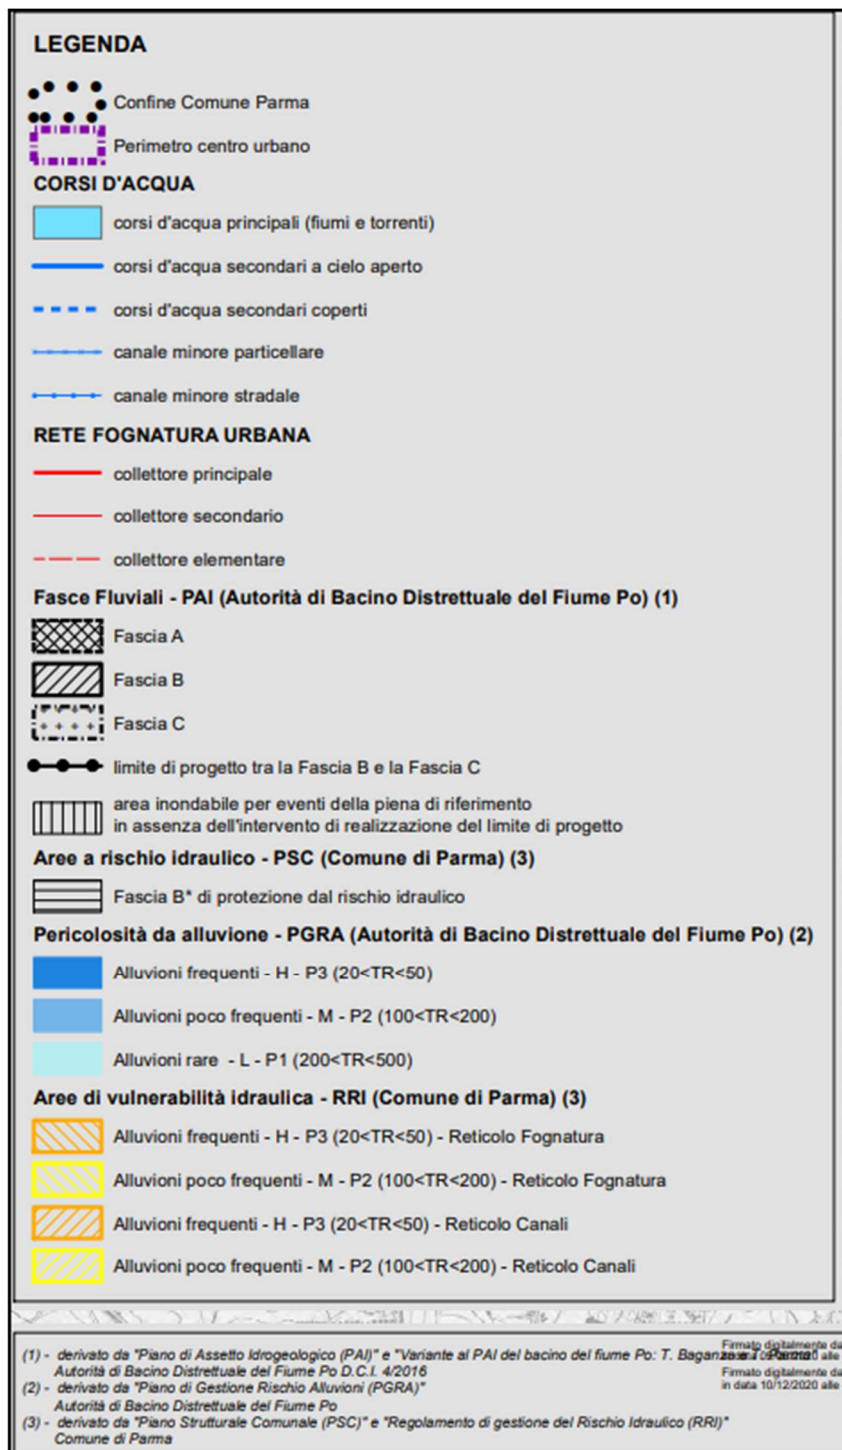 LEGENDA
Confine Comune Parma
Perimetro centro urbano
CORSI D'ACQUA
corsi d'acqua principali (fiumi e torrenti)
corsi d'acqua secondari a cielo aperto
corsi d'acqua secondari coperti
canale minore particellare
canale minore stradale
RETE FOGNATURA URBANA
collettore principale
collettore secondario
collettore elementare
Fasce Fluviali - PAI (Autorità di Bacino Distrettuale del Fiume Po) (1)
Fascia A
Fascia B
Fascia C
limite di progetto tra la Fascia B e la Fascia C
area inondabile per eventi della piena di riferimento
in assenza dell'intervento di realizzazione del limite di progetto
Aree a rischio idraulico - PSC (Comune di Parma) (3)
Fascia B* di protezione dal rischio idraulico
Pericolosità da alluvione - PGRA (Autorità di Bacino Distrettuale del Fiume Po) (2)
Alluvioni frequenti - H - P3 (20<TR<50)
Alluvioni poco frequenti - M - P2 (100<TR<200)
Alluvioni rare - L - P1 (200<TR<500)
Aree di vulnerabilità idraulica - RRI (Comune di Parma) (3)
Alluvioni frequenti - H - P3 (20<TR<50) - Reticolo Fognatura
Alluvioni poco frequenti - M - P2 (100<TR<200) - Reticolo Fognatura
Alluvioni frequenti - H - P3 (20<TR<50) - Reticolo Canali
Alluvioni poco frequenti - M - P2 (100<TR<200) - Reticolo Canali
(1) - derivato da "Piano di Assetto Idrogeologico (PAI)" e "Variante al PAI del bacino del fiume Po: T. Baganza e T. Parma"
Autorità di Bacino Distrettuale del Fiume Po D.C.I. 4/2016
(2) - derivato da "Piano di Gestione Rischio Alluvioni (PGRA)"
Autorità di Bacino Distrettuale del Fiume Po
(3) - derivato da "Piano Strutturale Comunale (PSC)" e "Regolamento di gestione del Rischio Idraulico (RRI)"
Comune di Parma
Firmato digitalmente da
Firmato digitalmente da
in data 10/12/2020 alle